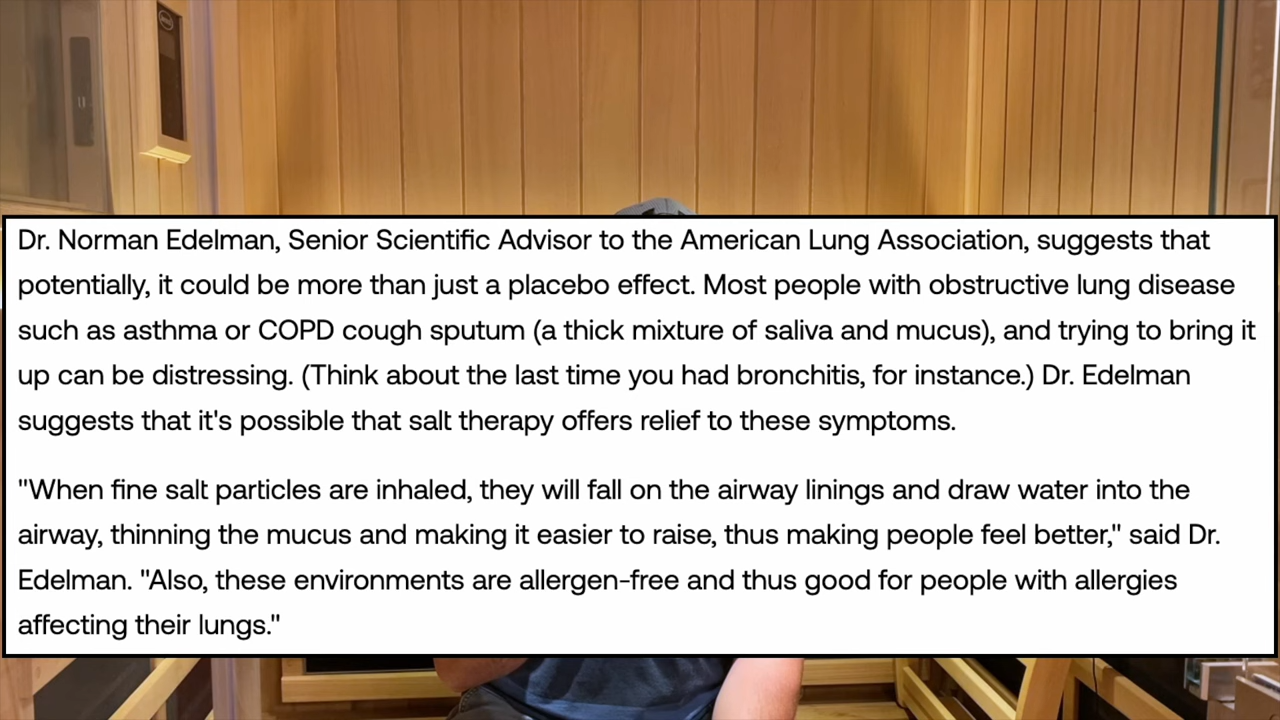 Dr. Norman Edelman, Senior Scientific Advisor to the American Lung Association, suggests that
potentially, it could be more than just a placebo effect. Most people with obstructive lung disease
such as asthma or COPD cough sputum (a thick mixture of saliva and mucus), and trying to bring it
up can be distressing. (Think about the last time you had bronchitis, for instance.) Dr. Edelman
suggests that it's possible that salt therapy offers relief to these symptoms.
"When fine salt particles are inhaled, they will fall on the airway linings and draw water into the
airway, thinning the mucus and making it easier to raise, thus making people feel better," said Dr.
Edelman. "Also, these environments are allergen-free and thus good for people with allergies
affecting their lungs."